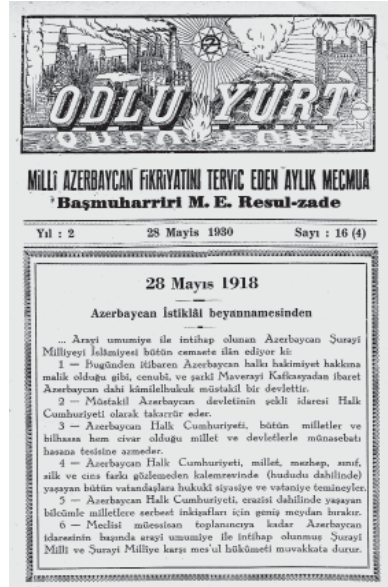 ODLU YURT
MİLLİ AZERBAYCAN FİKRİYATINI TERVİC EDEN AYLIK MECMUA
Başmuharriri M. E. Resul-zade
Yıl : 2 28 Mayis 1930 Sayı : 16 (4)
28 Mayıs 1918
Azerbaycan İstiklâl beyannamesinden
... Arayi umumiye ile intihap olunan Azerbaycan Şurayi
Milliyeyi İslâmiyesi bütün cemaete ilân ediyor ki:
1 — Bugünden itibaren Azerbaycan halkı hakimiyet hakkına
malik olduğu gibi, cenubî, ve şarkî Maverayi Kafkasyadan ibaret
Azerbaycan dahi kâmilelhukuk müstakil bir devlettir.
2 — Müstakil Azerbaycan devletinin şekli idaresi Halk
Cumhuriyeti olarak takarrür eder.
3 — Azerbaycan Halk Cumhuriyeti, bütün milletler ve
bilhassa hem civar olduğu millet ve devletlerle münasebatı
hasana tesisine azmeder.
4 — Azerbaycan Halk Cumhuriyeti, millet, mezhep, sınıf,
silk ve cins farkı gözlemeden kalemrevinde (hududu dahilinde)
yaşayan bütün vatandaşlara hukuki siyasiye ve vataniye temineyler.
5 — Azerbaycan Halk Cumhuriyeti, erazisi dahilinde yaşayan
bilcümle milletlere serbest inkişafları için geniş meydan bırakır.
6 — Meclisi müessisan toplanıncıya kadar Azerbaycan
idaresinin başında arayi umumiye ile intihap olunmuş Şurayi
Millî ve Şurayi Milliye karşı mes'ul hükûmeti muvakkata durur.